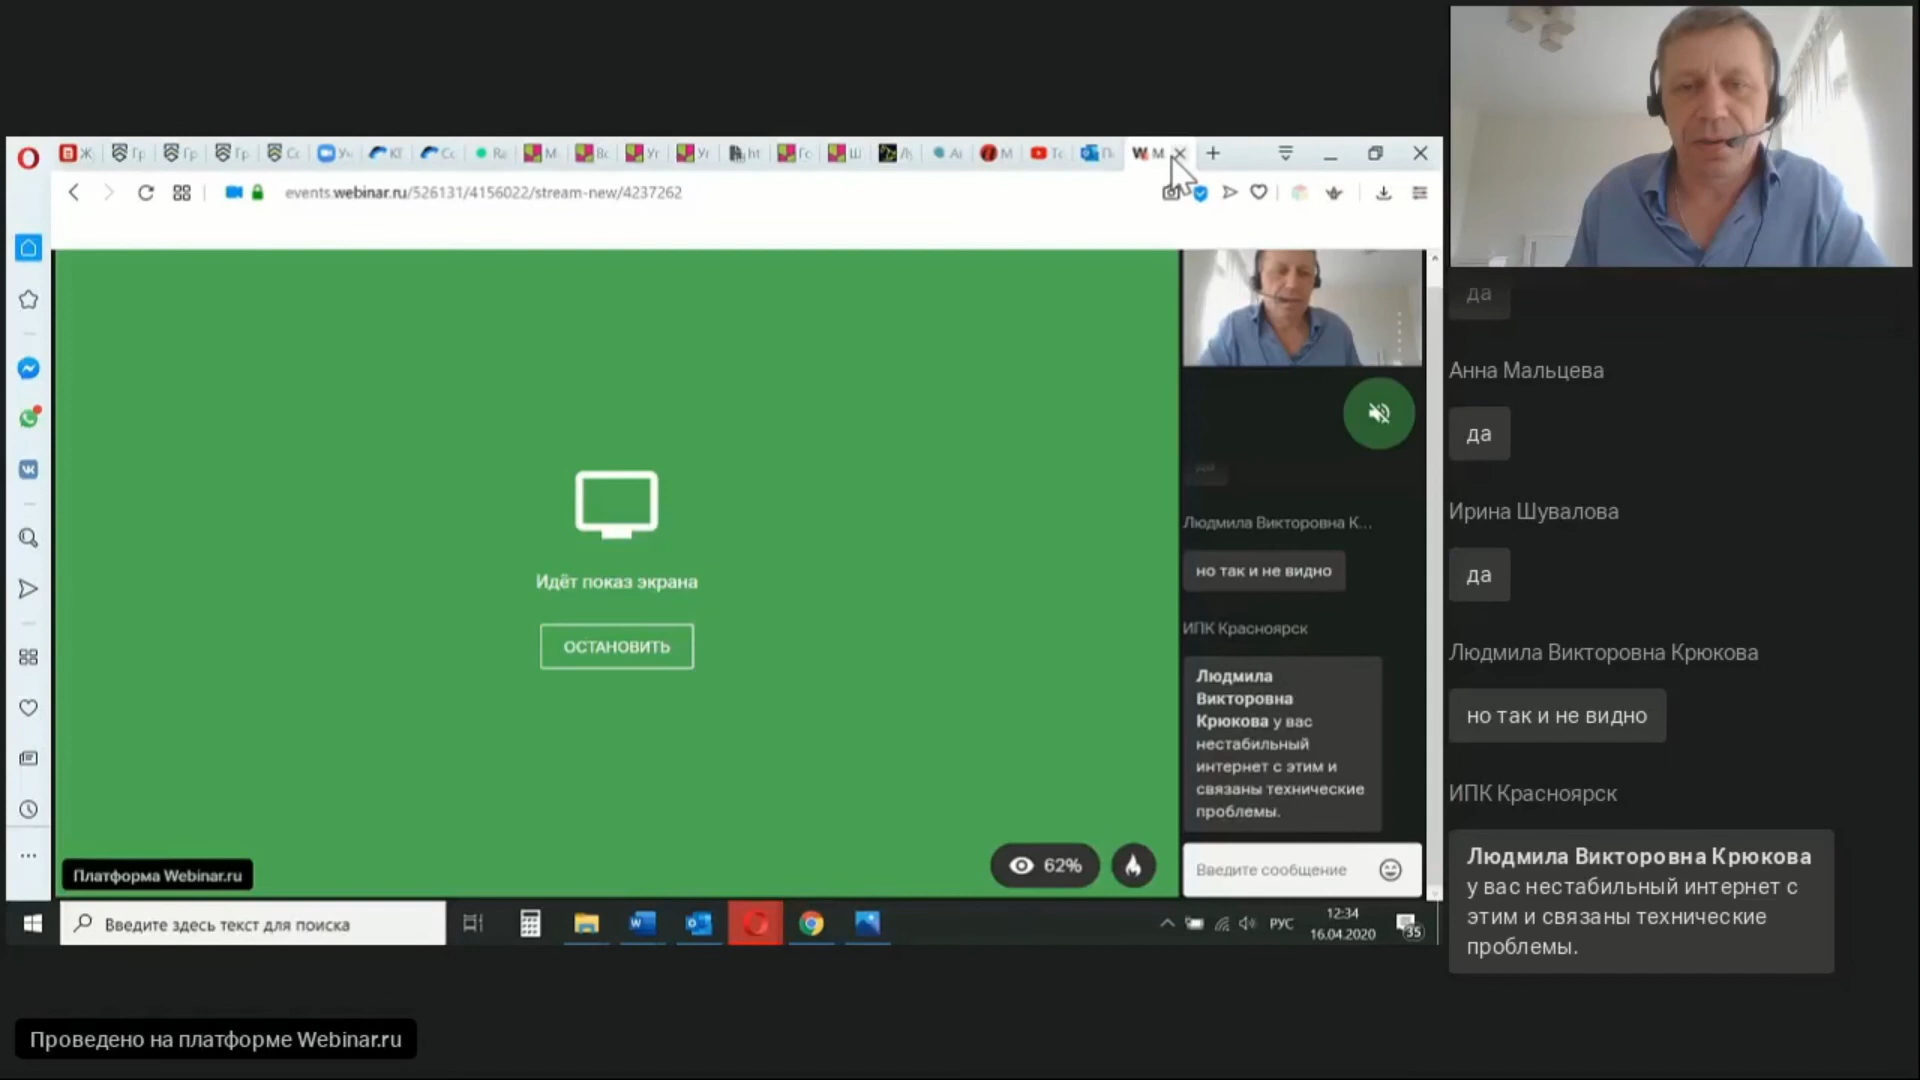 events.webinar.ru/526131/4156022/stream-new/4237262
Идёт показ экрана
ОСТАНОВИТЬ
Платформа Webinar.ru
62%
Людмила Викторовна К...
но так и не видно
ИПК Красноярск
Людмила
Викторовна
Крюкова у вас
нестабильный
интернет с этим и
связаны технические
проблемы.
Введите сообщение
Введите здесь текст для поиска
РУС
12:34
16.04.2020
35
да
Анна Мальцева
да
Ирина Шувалова
да
Людмила Викторовна Крюкова
но так и не видно
ИПК Красноярск
Людмила Викторовна Крюкова
у вас нестабильный интернет с
этим и связаны технические
проблемы.
Проведено на платформе Webinar.ru